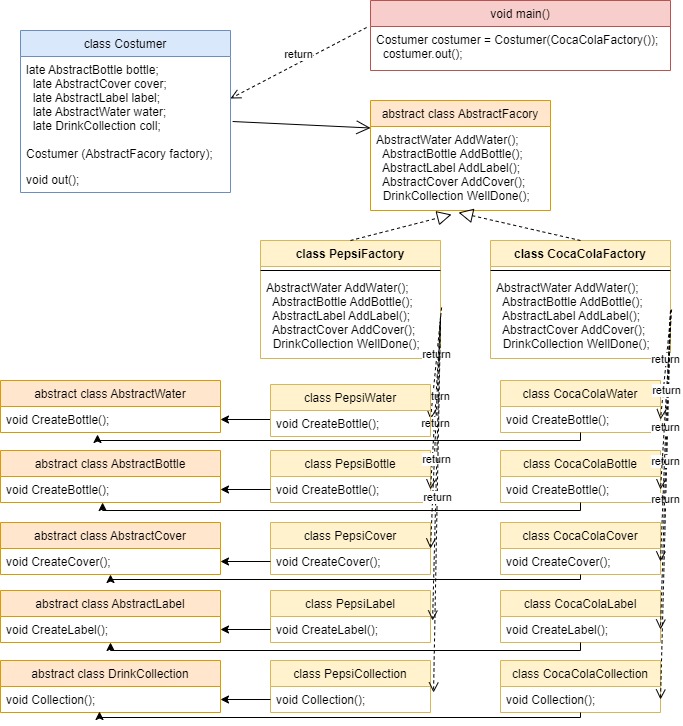 void main()
Costumer costumer = Costumer(CocaColaFactory());
costumer.out();
class Costumer
late AbstractBottle bottle;
late AbstractCover cover;
late AbstractLabel label;
late AbstractWater water;
late DrinkCollection coll;
Costumer (AbstractFacory factory);
void out();
return
abstract class AbstractFacory
AbstractWater AddWater();
AbstractBottle AddBottle();
AbstractLabel AddLabel();
AbstractCover AddCover();
DrinkCollection WellDone();
class PepsiFactory
AbstractWater AddWater();
AbstractBottle AddBottle();
AbstractLabel AddLabel();
AbstractCover AddCover();
DrinkCollection WellDone();
class CocaColaFactory
AbstractWater AddWater();
AbstractBottle AddBottle();
AbstractLabel AddLabel();
AbstractCover AddCover();
DrinkCollection WellDone();
return
return
abstract class AbstractWater
void CreateBottle();
class PepsiWater
void CreateBottle();
return
return
class CocaColaWater
void CreateBottle();
return
return
abstract class AbstractBottle
void CreateBottle();
class PepsiBottle
void CreateBottle();
return
return
class CocaColaBottle
void CreateBottle();
return
return
abstract class AbstractCover
void CreateCover();
class PepsiCover
void CreateCover();
class CocaColaCover
void CreateCover();
abstract class AbstractLabel
void CreateLabel();
class PepsiLabel
void CreateLabel();
class CocaColaLabel
void CreateLabel();
abstract class DrinkCollection
void Collection();
class PepsiCollection
void Collection();
class CocaColaCollection
void Collection();